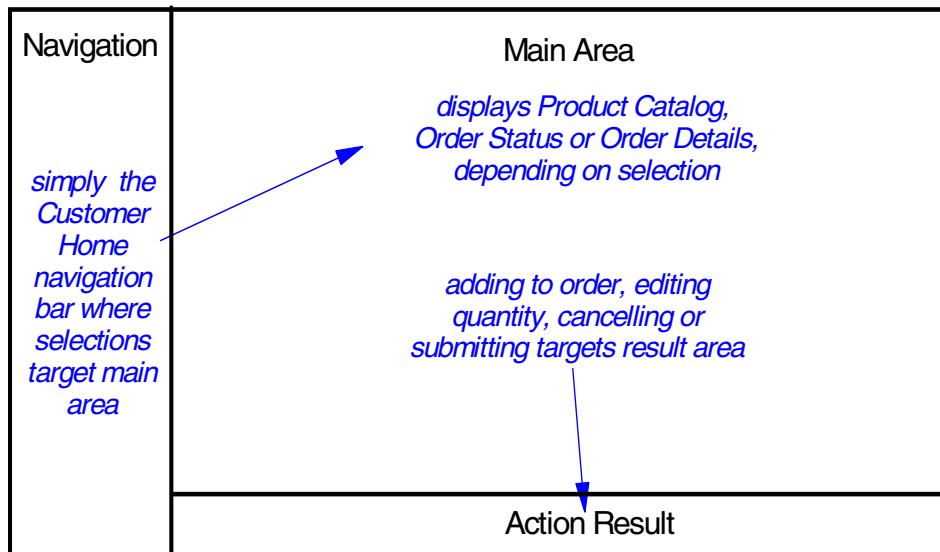 Navigation
simply the
Customer
Home
navigation
bar where
selections
target main
area
Main Area
displays Product Catalog,
Order Status or Order Details,
depending on selection
adding to order, editing
quantity, cancelling or
submitting targets result area
Action Result